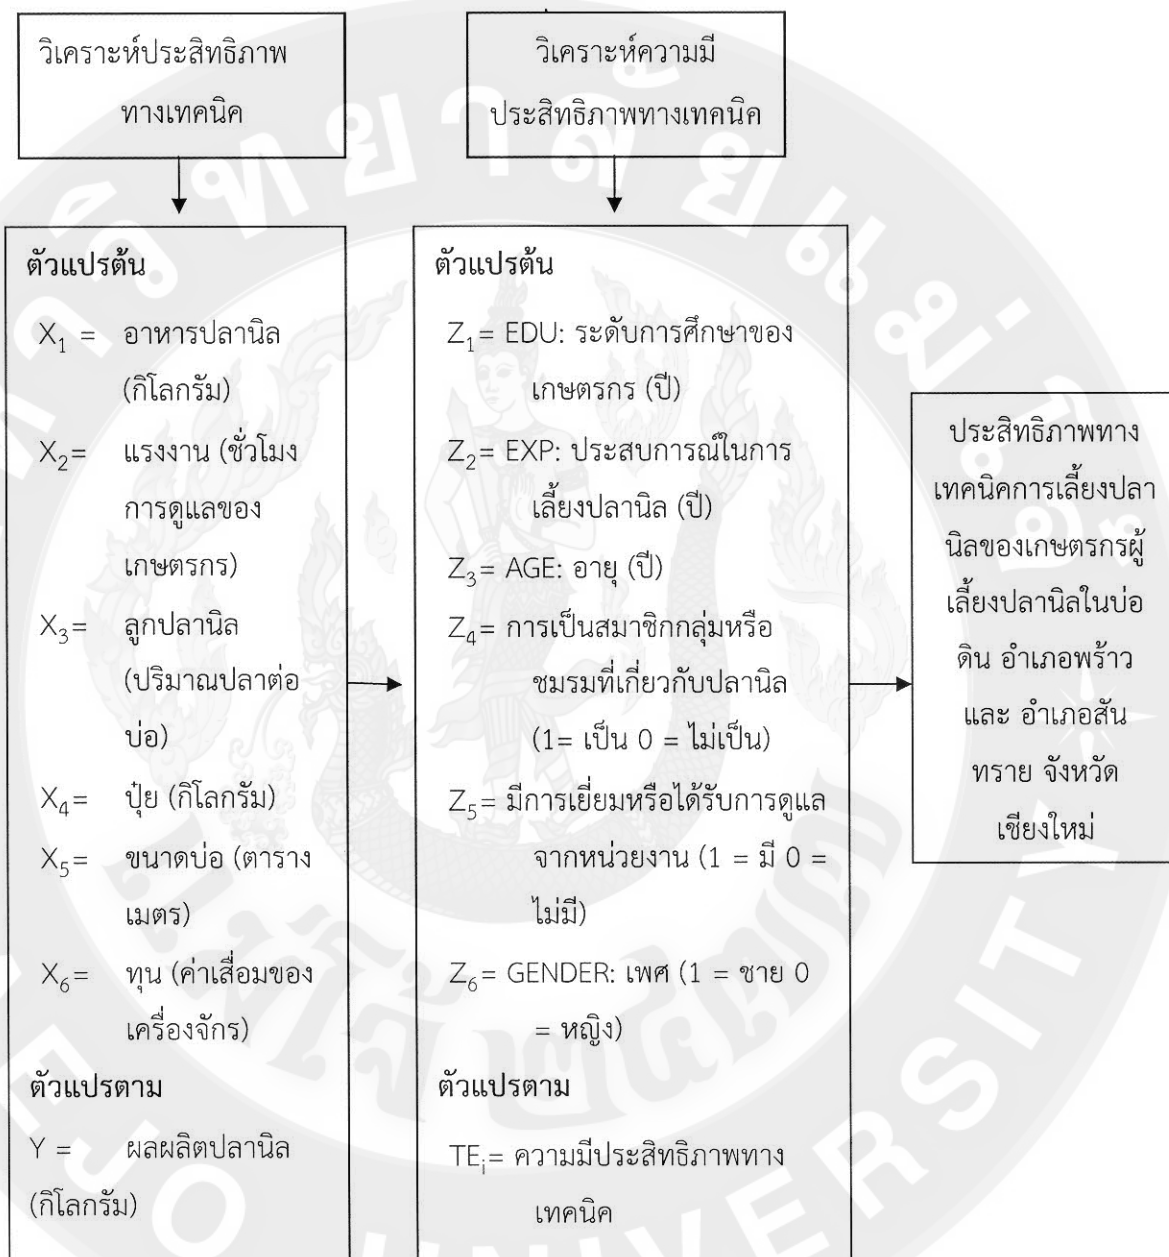 วิเคราะห์ประสิทธิภาพ
ทางเทคนิค
วิเคราะห์ความมี
ประสิทธิภาพทางเทคนิค
ตัวแปรต้น
X₁ = อาหารปลานิล
(กิโลกรัม)
X₂= แรงงาน (ชั่วโมง
การดูแลของ
เกษตรกร)
X₃= ลูกปลานิล
(ปริมาณปลาต่อ
บ่อ)
X₄= ปุ๋ย (กิโลกรัม)
X₅= ขนาดบ่อ (ตาราง
เมตร)
X₆= ทุน (ค่าเสื่อมของ
เครื่องจักร)
ตัวแปรตาม
Y = ผลผลิตปลานิล
(กิโลกรัม)
ตัวแปรต้น
Z₁= EDU: ระดับการศึกษาของ
เกษตรกร (ปี)
Z₂= EXP: ประสบการณ์ในการ
เลี้ยงปลานิล (ปี)
Z₃= AGE: อายุ (ปี)
Z₄= การเป็นสมาชิกกลุ่มหรือ
ชมรมที่เกี่ยวกับปลานิล
(1= เป็น 0 = ไม่เป็น)
Z₅= มีการเยี่ยมหรือได้รับการดูแล
จากหน่วยงาน (1 = มี 0 =
ไม่มี)
Z₆= GENDER: เพศ (1 = ชาย 0
= หญิง)
ตัวแปรตาม
TEᵢ= ความมีประสิทธิภาพทาง
เทคนิค
ประสิทธิภาพทาง
เทคนิคการเลี้ยงปลา
นิลของเกษตรกรผู้
เลี้ยงปลานิลในบ่อ
ดิน อำเภอพร้าว
และ อำเภอสัน
ทราย จังหวัด
เชียงใหม่